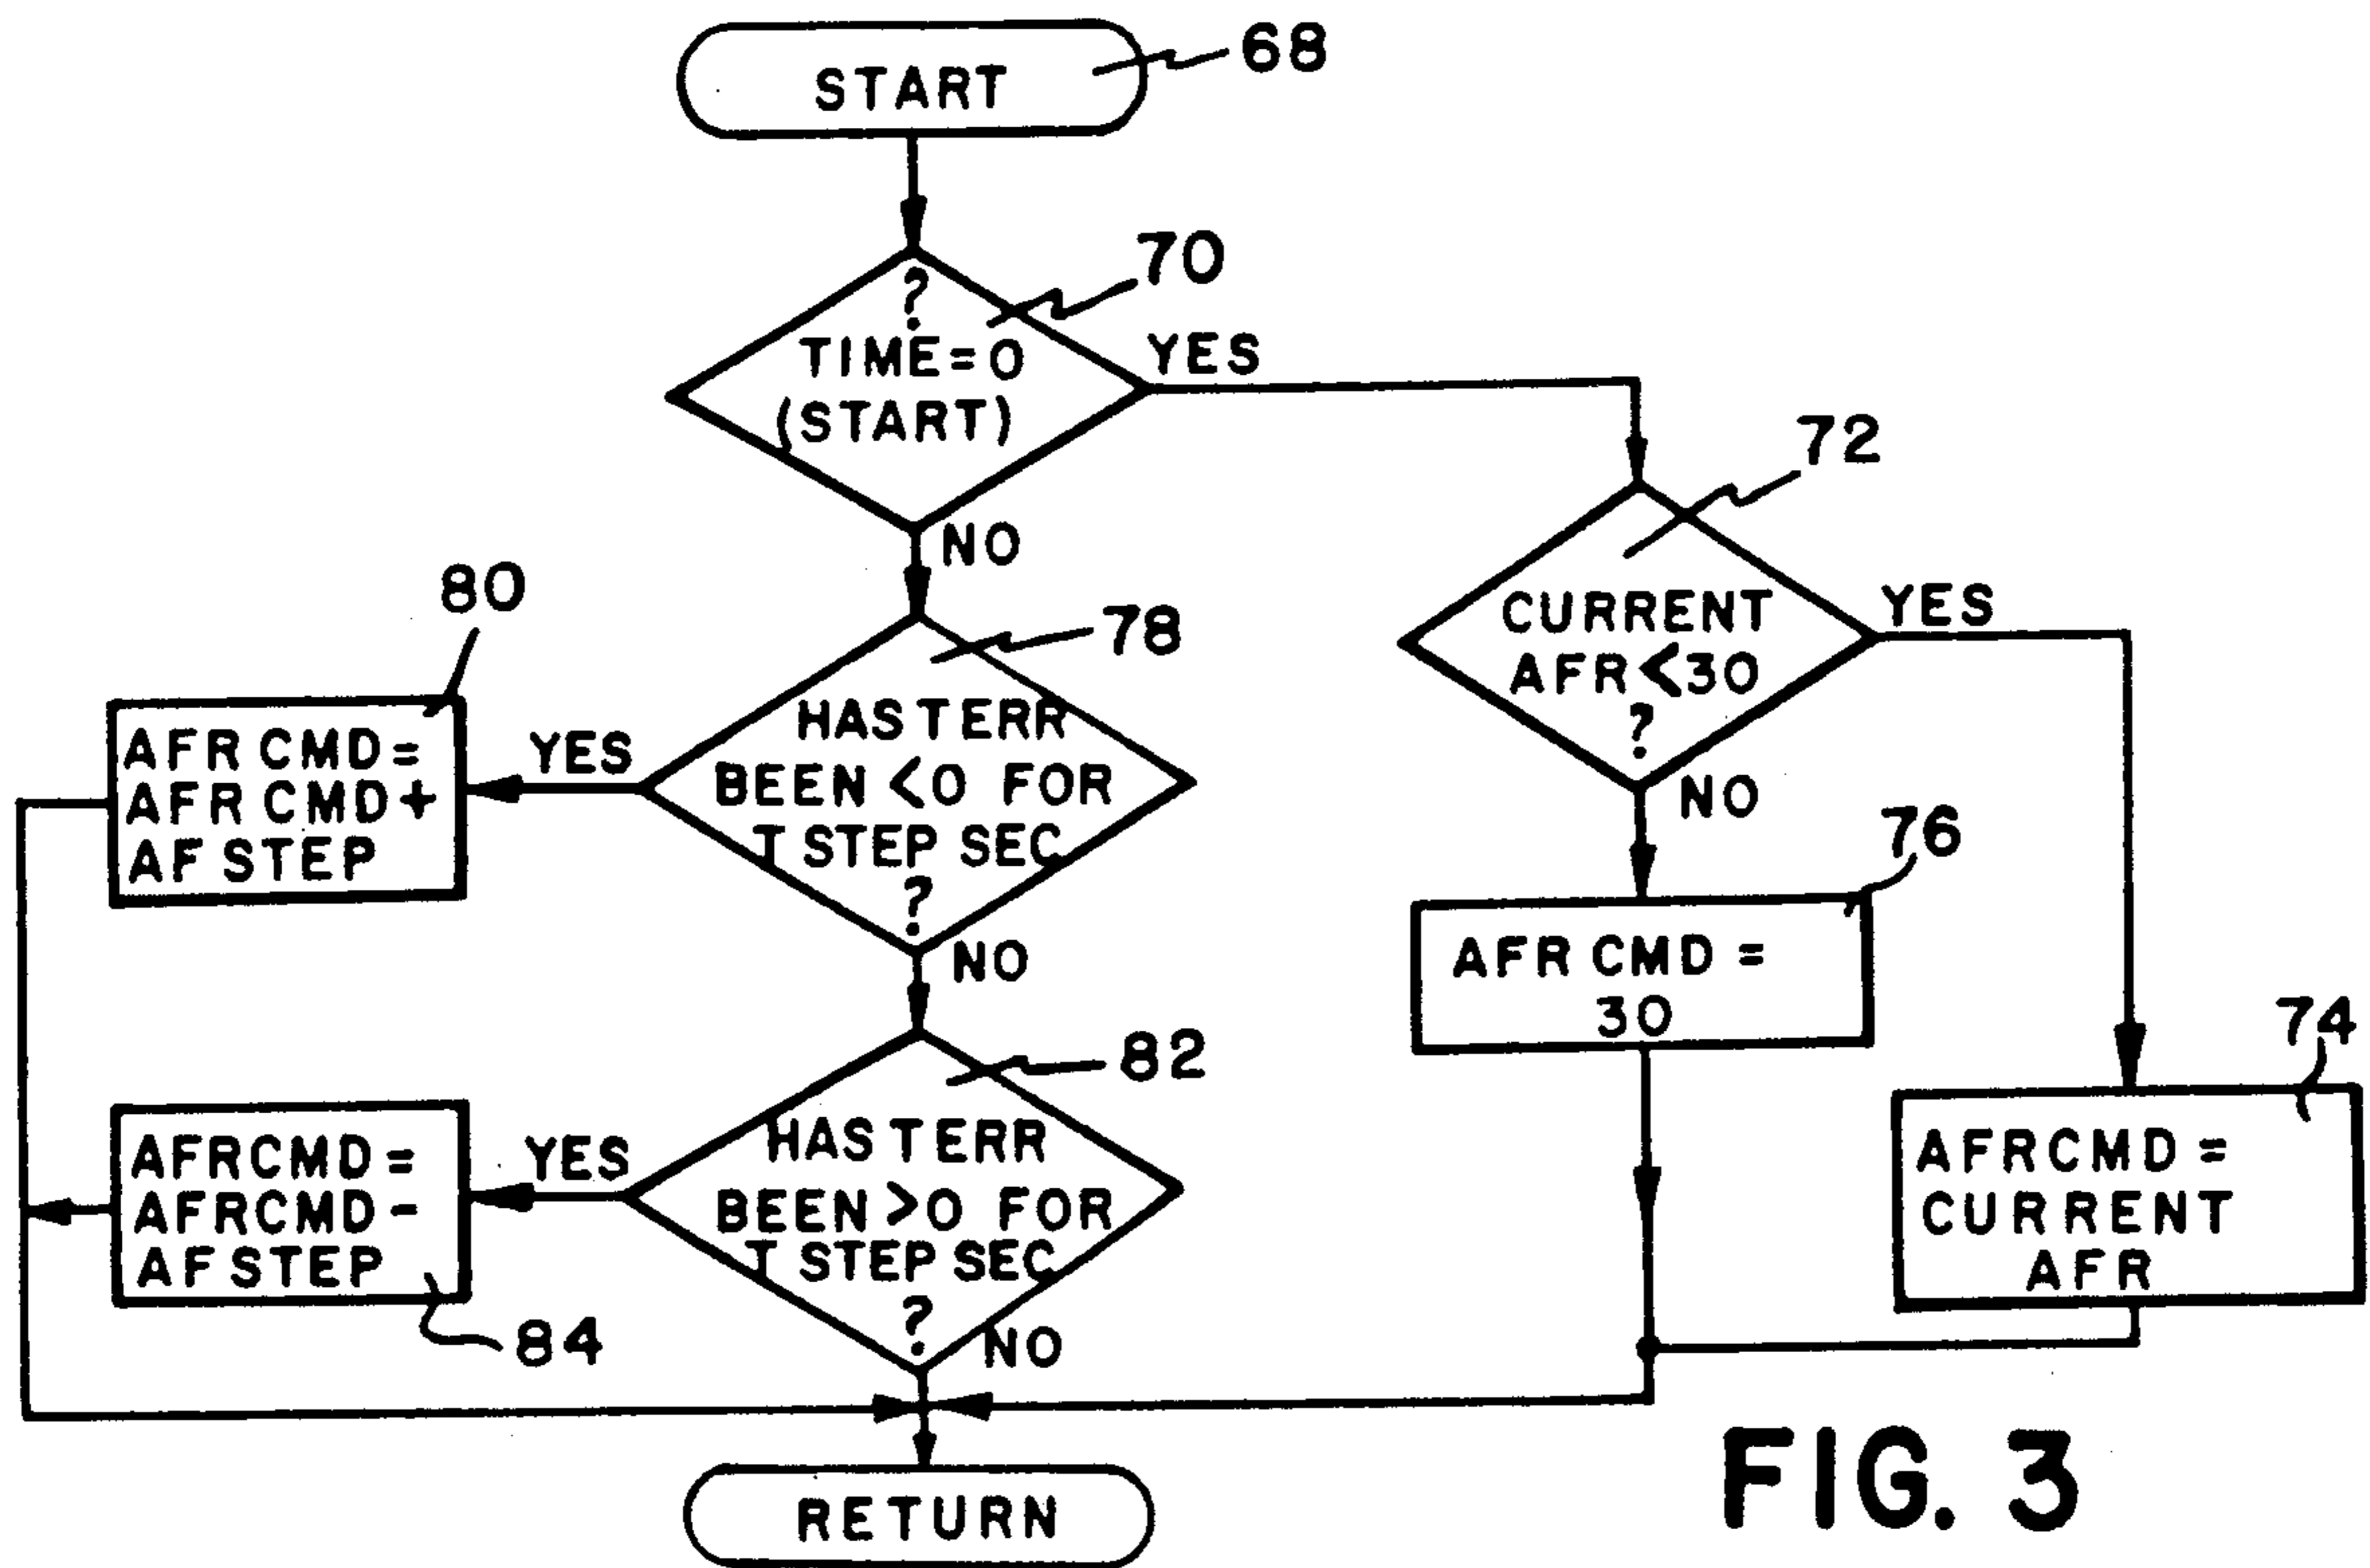 START
68
?
TIME=0
(START)
70
YES
NO
72
CURRENT
AFR<30
?
YES
NO
78
HAS TERR
BEEN <0 FOR
T STEP SEC
?
YES
NO
80
AFR CMD=
AFR CMD+
AF STEP
76
AFR CMD =
30
74
AFRCMD =
CURRENT
AFR
82
HAS TERR
BEEN >0 FOR
T STEP SEC
?
YES
NO
AFRCMD=
AFRCMD-
AFSTEP
84
RETURN
FIG. 3